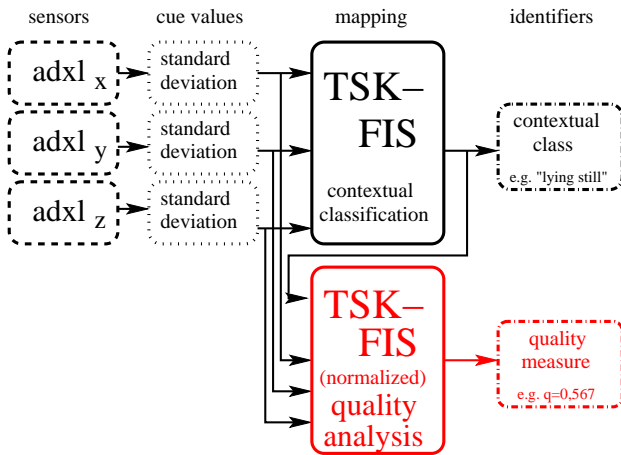 sensors cue values mapping identifiers
adxl x
standard
deviation
TSK–
FIS
contextual
classification
contextual
class
e.g. "lying still"
adxl y
standard
deviation
adxl z
standard
deviation
TSK–
FIS
(normalized)
quality
analysis
quality
measure
e.g. q=0,567